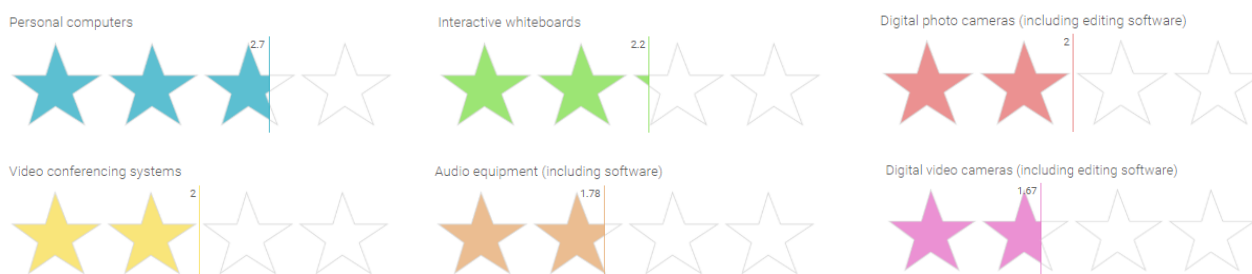 Personal computers
2.7
Interactive whiteboards
2.2
Digital photo cameras (including editing software)
2
Video conferencing systems
2
Audio equipment (including software)
1.78
Digital video cameras (including editing software)
1.67